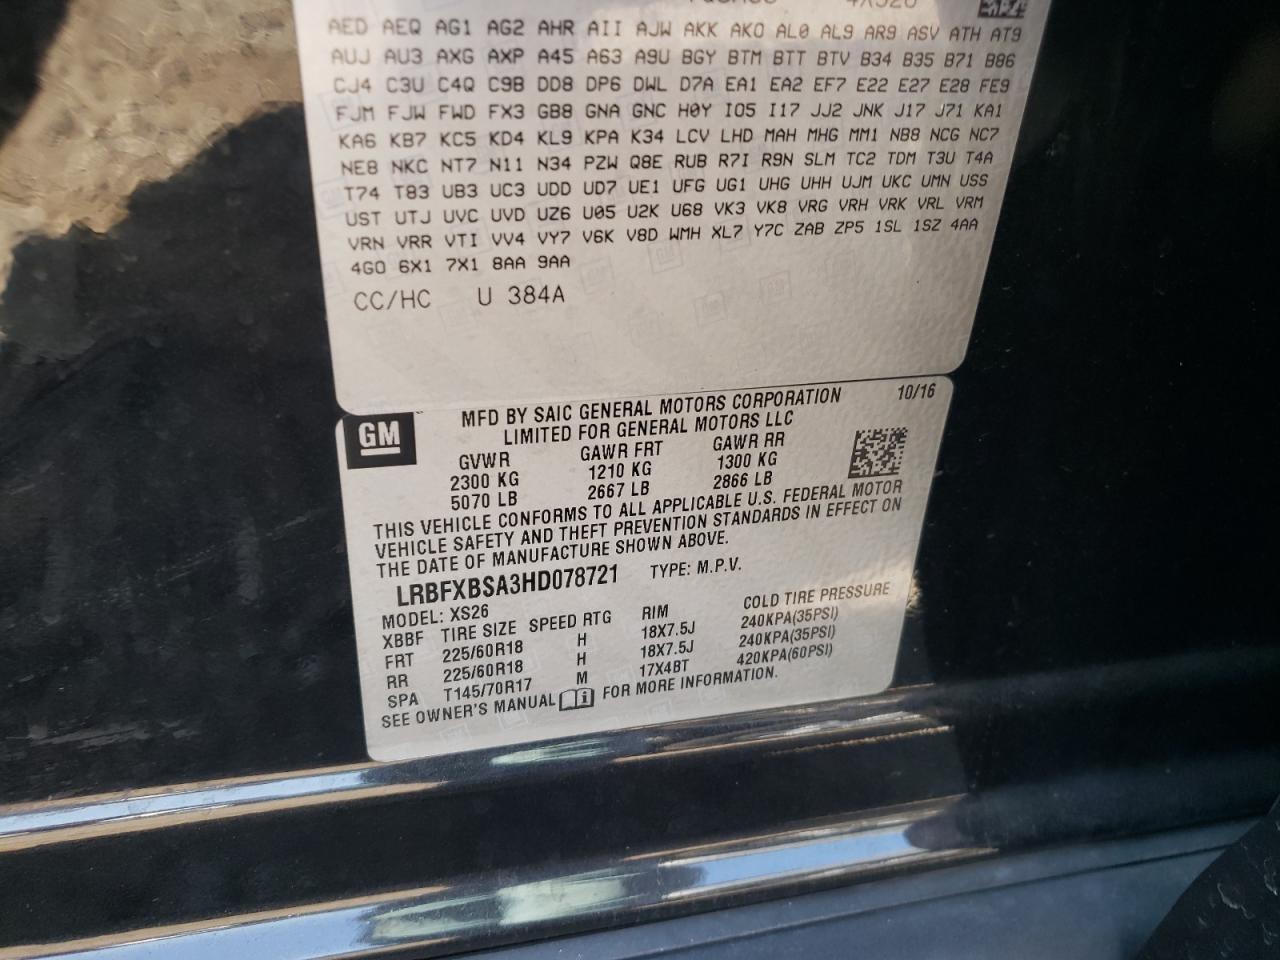 4X526
AED AEQ AG1 AG2 AHR AII AJW AKK AKO AL0 AL9 AR9 ASV ATH AT9
AUJ AU3 AXG AXP A45 A63 A9U BGY BTM BTT BTV B34 B35 B71 B86
CJ4 C3U C4Q C9B DD8 DP6 DWL D7A EA1 EA2 EF7 E22 E27 E28 FE9
FJM FJW FWD FX3 GB8 GNA GNC H0Y IO5 I17 JJ2 JNK J17 J71 KA1
KA6 KB7 KC5 KD4 KL9 KPA K34 LCV LHD MAH MHG MM1 NB8 NCG NC7
NE8 NKC NT7 N11 N34 PZW Q8E RUB R7I R9N SLM TC2 TDM T3U T4A
T74 T83 UB3 UC3 UDD UD7 UE1 UFG UG1 UHG UHH UJM UKC UMN USS
UST UTJ UVC UVD UZ6 U05 U2K U68 VK3 VK8 VRG VRH VRK VRL VRM
VRN VRR VTI VV4 VY7 V6K V8D WMH XL7 Y7C ZAB ZP5 1SL 1SZ 4AA
4GO 6X1 7X1 8AA 9AA
CC/HC U 384A
GM MFD BY SAIC GENERAL MOTORS CORPORATION 10/16
LIMITED FOR GENERAL MOTORS LLC
GVWR GAWR FRT GAWR RR
2300 KG 1210 KG 1300 KG
5070 LB 2667 LB 2866 LB
THIS VEHICLE CONFORMS TO ALL APPLICABLE U.S. FEDERAL MOTOR
VEHICLE SAFETY AND THEFT PREVENTION STANDARDS IN EFFECT ON
THE DATE OF MANUFACTURE SHOWN ABOVE.
LRBFXBSA3HD078721 TYPE: M.P.V.
MODEL: XS26
XBBF TIRE SIZE SPEED RTG RIM COLD TIRE PRESSURE
FRT 225/60R18 H 18X7.5J 240KPA(35PSI)
RR 225/60R18 H 18X7.5J 240KPA(35PSI)
SPA T145/70R17 M 17X4BT 420KPA(60PSI)
SEE OWNER'S MANUAL FOR MORE INFORMATION.